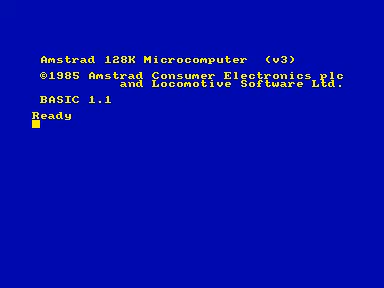 Amstrad 128K Microcomputer  (v3)
©1985 Amstrad Consumer Electronics plc
and Locomotive Software Ltd.
BASIC 1.1
Ready